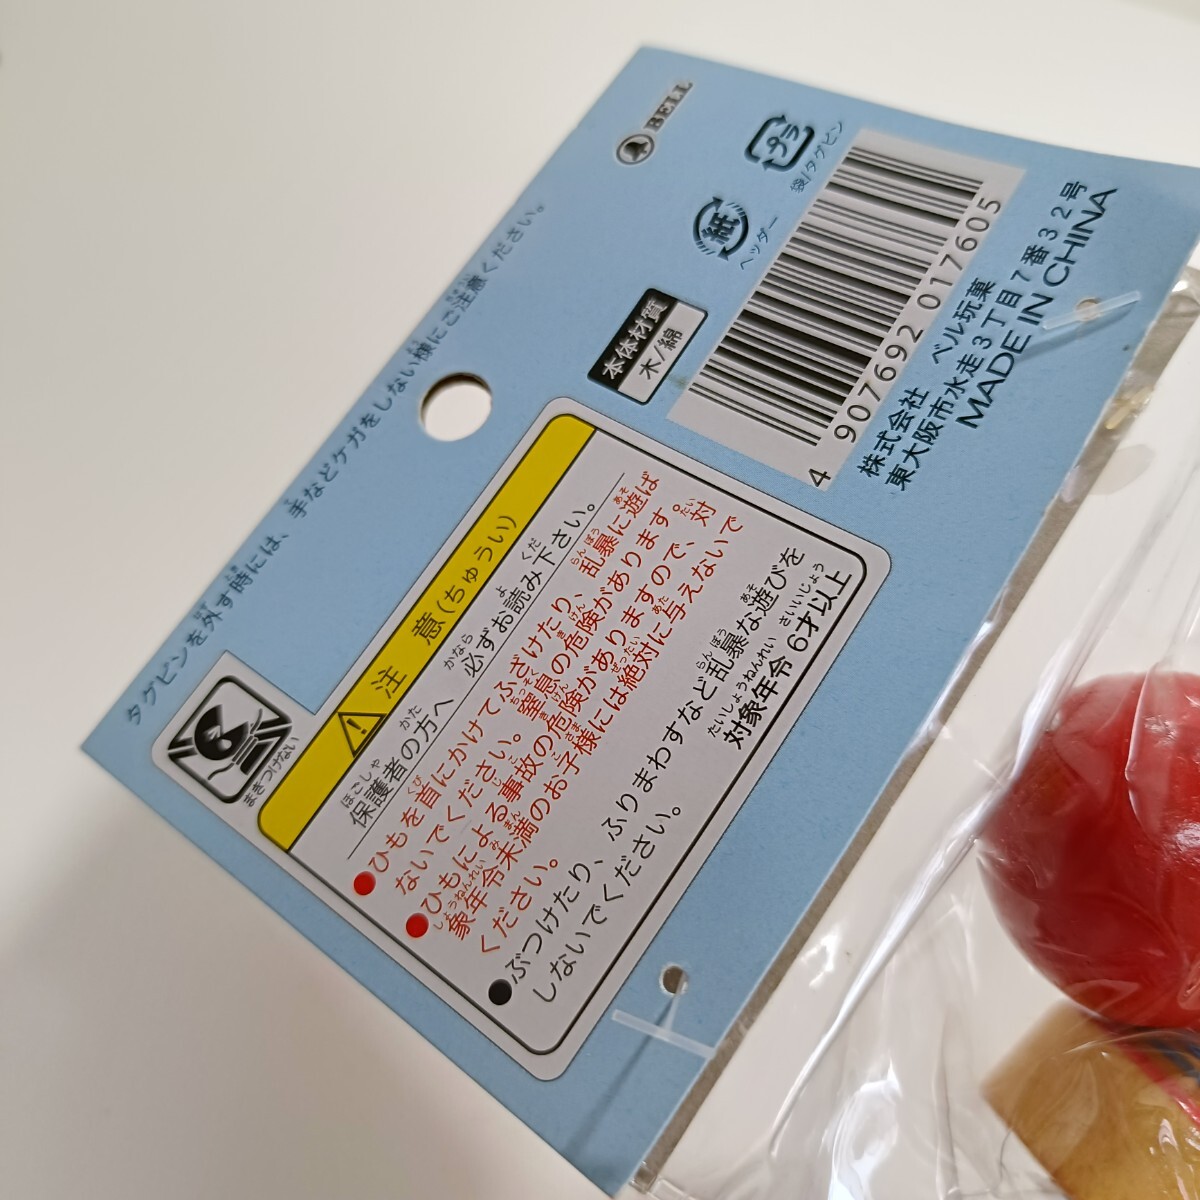 タグピンを外す時には、手などケガをしない様にご注意ください。
BELL
まきつけない
注 意(ちゅうい)
保護者の方へ 必ずお読み下さい。
●ひもを首にかけてふざけたり、乱暴に遊ば
ないでください。窒息の危険があります。
●ひもによる事故の危険がありますので、対
象年令未満のお子様には絶対に与えないで
ください。
●ぶつけたり、ふりまわすなど乱暴な遊びを
しないでください。
対象年令 6才以上
本体材質
木/綿
紙
ヘッダー
プラ
袋/タグピン
4 907692 017605
株式会社 ベル玩菓
東大阪市水走3丁目7番32号
MADE IN CHINA